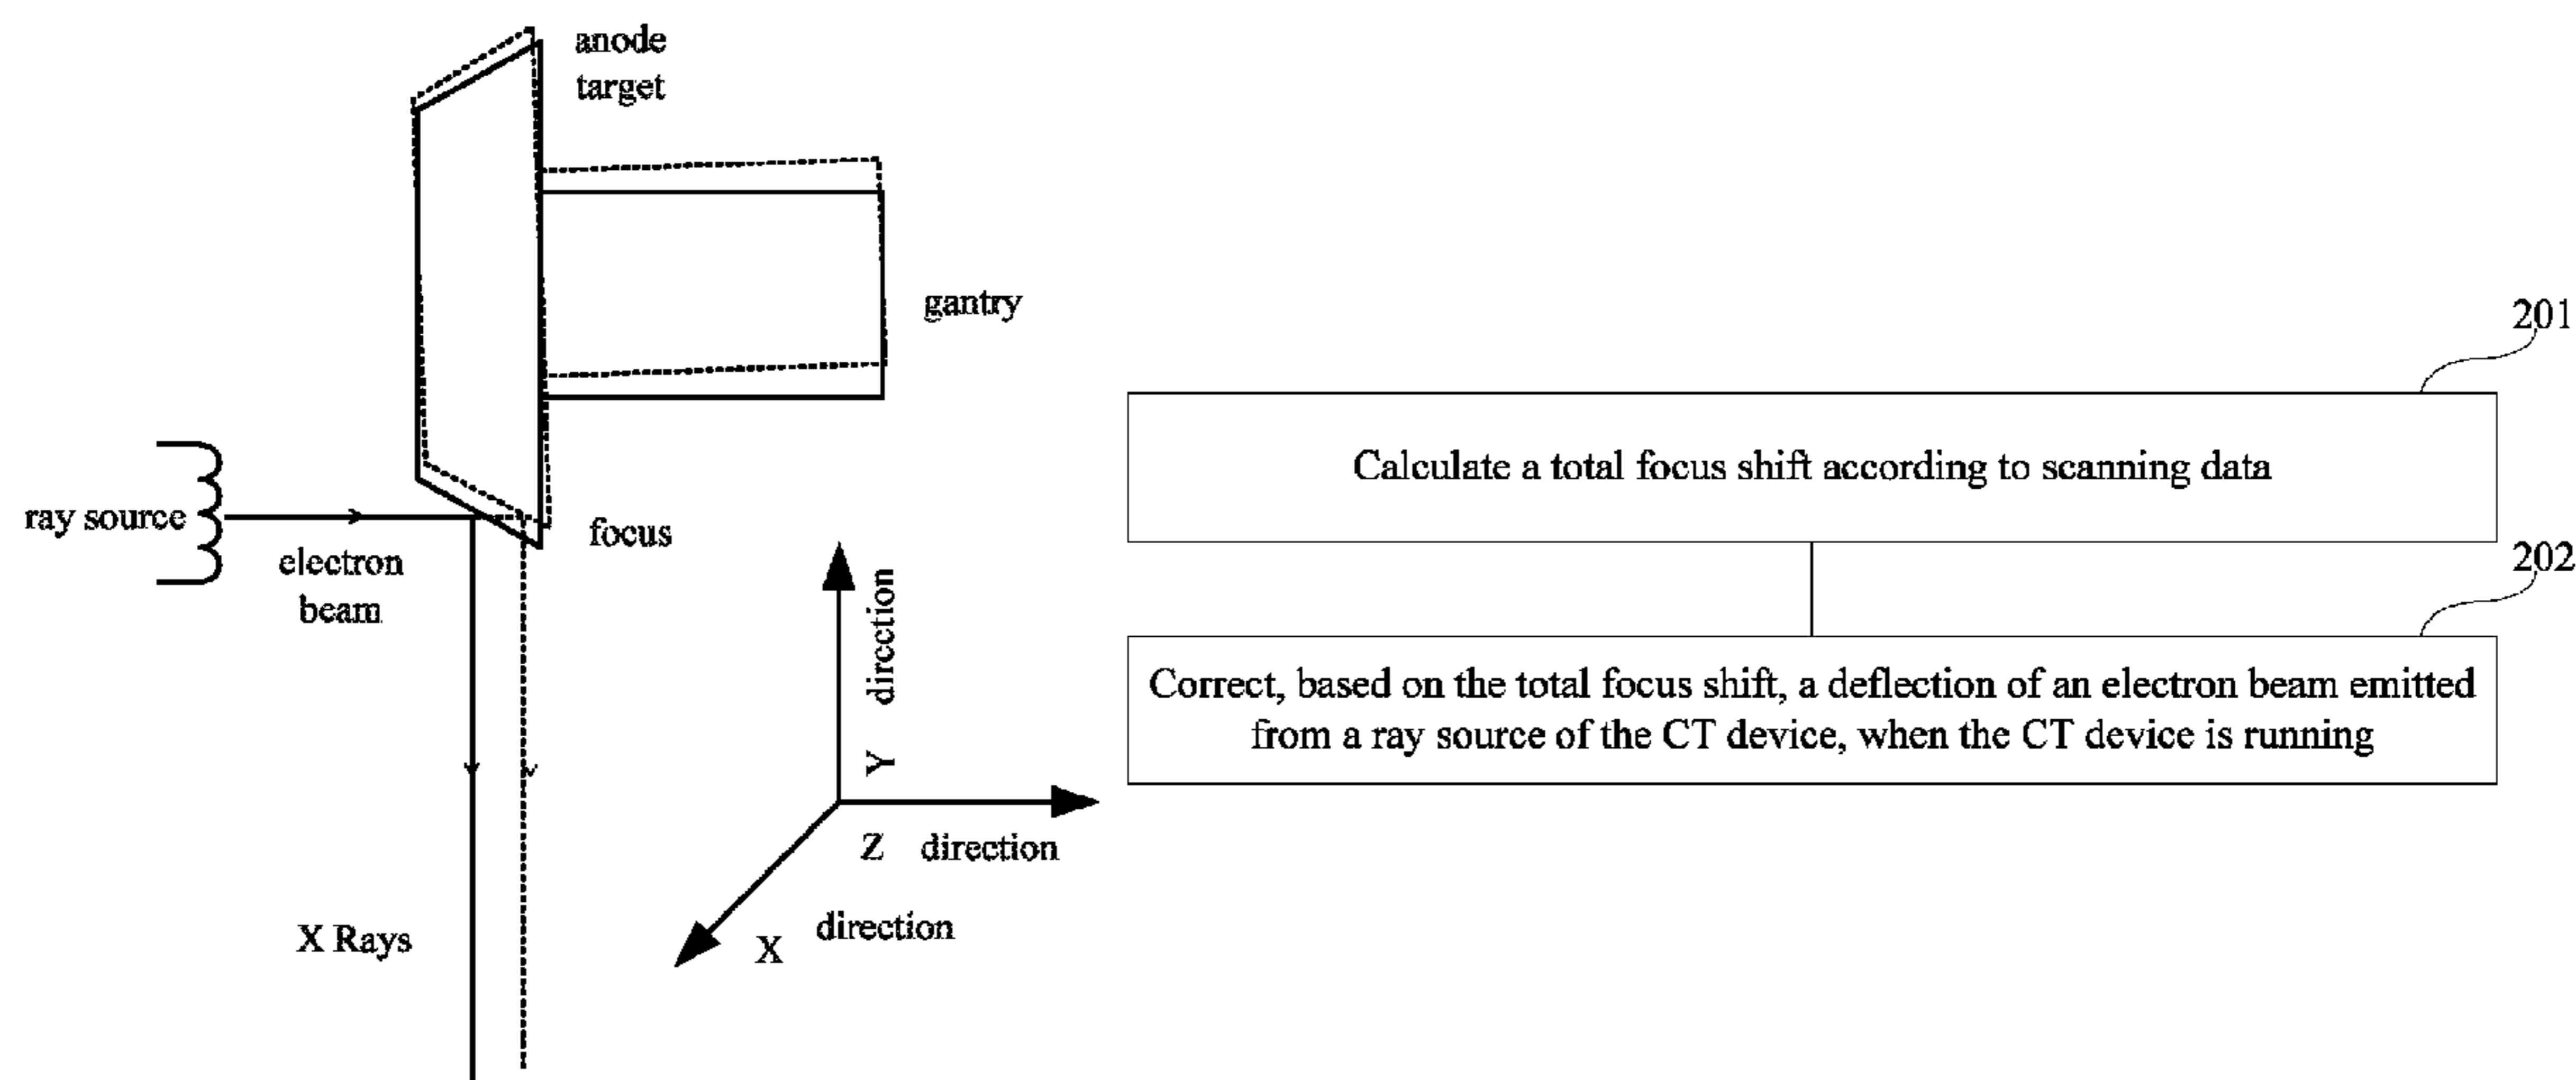 anode
target
gantry
ray source
electron
beam
focus
Y dirction
Z direction
X direction
X Rays
201
Calculate a total focus shift according to scanning data
202
Correct, based on the total focus shift, a deflection of an electron beam emitted
from a ray source of the CT device, when the CT device is running